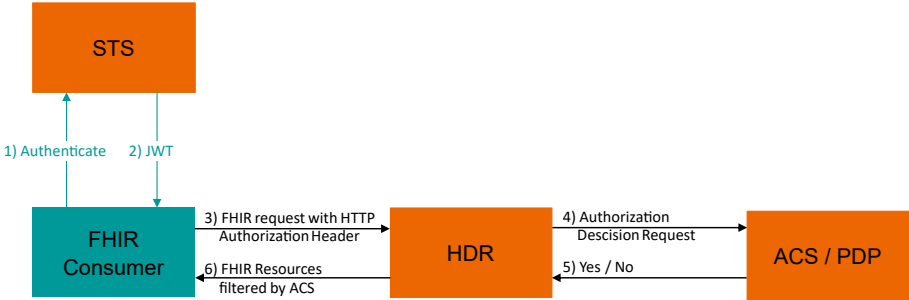 STS
1) Authenticate
2) JWT
FHIR
Consumer
3) FHIR request with HTTP
Authorization Header
6) FHIR Resources
filtered by ACS
HDR
4) Authorization
Descision Request
5) Yes / No
ACS / PDP